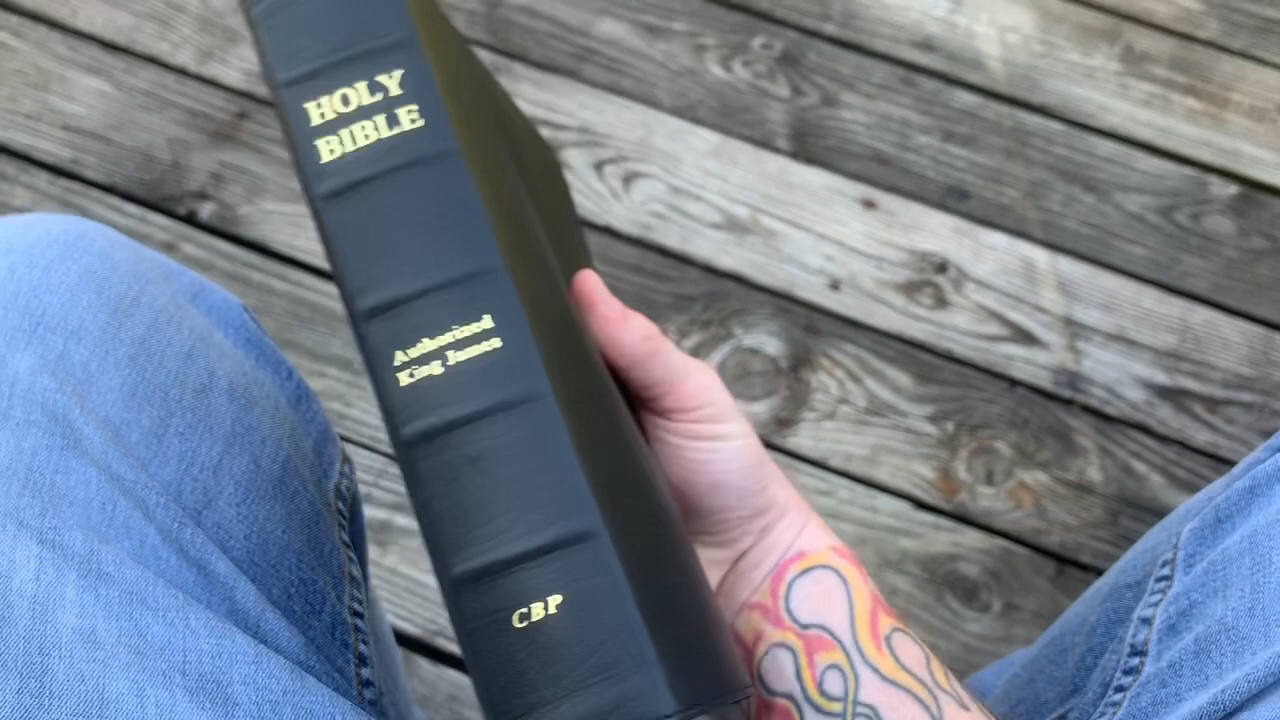 HOLY
BIBLE
Authorized
King James
CBP